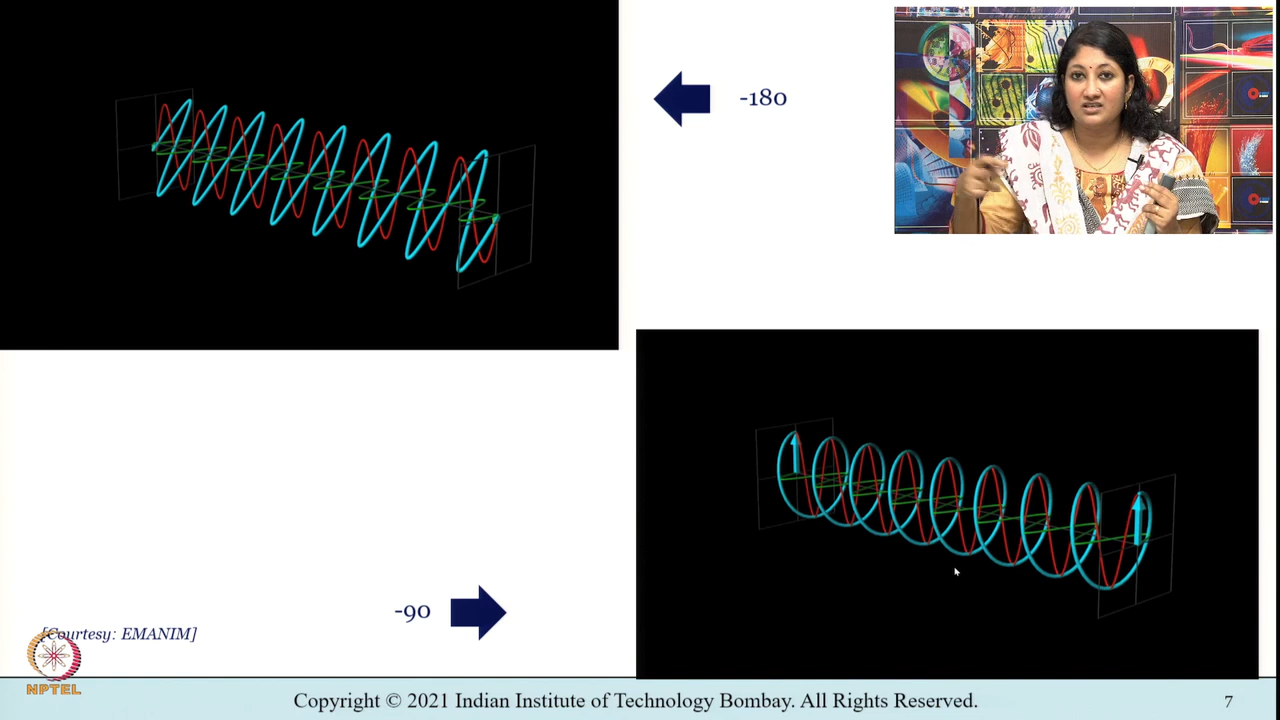 -180
-90
[Courtesy: EMANIM]
NPTEL
Copyright © 2021 Indian Institute of Technology Bombay. All Rights Reserved.
7